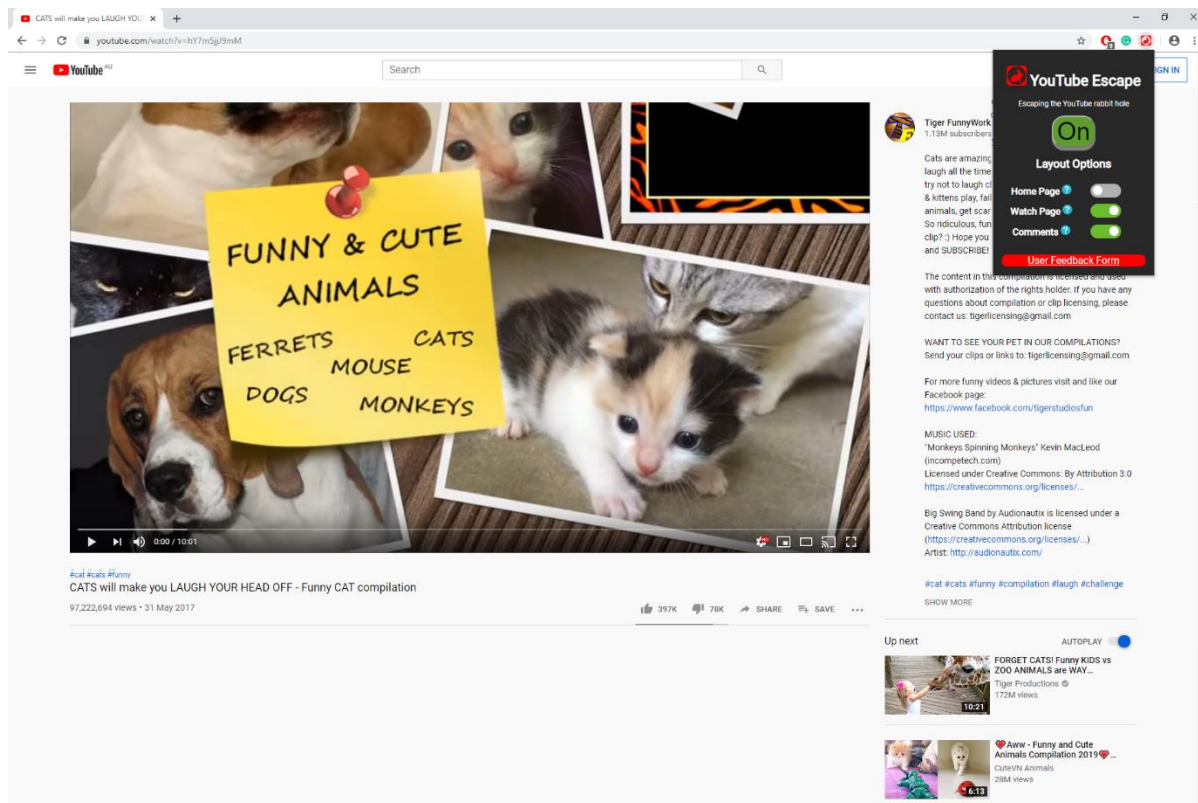 CATS will make you LAUGH YOU
youtube.com/watch?v=hY7m5jjJ9mM
YouTube AU
Search
IGN IN
YouTube Escape
Escaping the YouTube rabbit hole
On
Layout Options
Home Page ?
Watch Page ?
Comments ?
User Feedback Form
FUNNY & CUTE
ANIMALS
FERRETS CATS
MOUSE
DOGS
MONKEYS
0:00 / 10:01
#cat #cats #funny
CATS will make you LAUGH YOUR HEAD OFF - Funny CAT compilation
97,222,694 views • 31 May 2017
397K 78K SHARE SAVE
Tiger FunnyWork
1.13M subscribers
Cats are amazing
laugh all the time
try not to laugh cl
& kittens play, fail
animals, get scar
So ridiculous, fun
clip? :) Hope you
and SUBSCRIBE!
The content in this compilation is licensed and used
with authorization of the rights holder. If you have any
questions about compilation or clip licensing, please
contact us: tigerlicensing@gmail.com
WANT TO SEE YOUR PET IN OUR COMPILATIONS?
Send your clips or links to: tigerlicensing@gmail.com
For more funny videos & pictures visit and like our
Facebook page:
https://www.facebook.com/tigerstudiosfun
MUSIC USED:
"Monkeys Spinning Monkeys" Kevin MacLeod
(incompetech.com)
Licensed under Creative Commons: By Attribution 3.0
https://creativecommons.org/licenses/...
Big Swing Band by Audionautix is licensed under a
Creative Commons Attribution license
(https://creativecommons.org/licenses/...)
Artist: http://audionautix.com/
#cat #cats #funny #compilation #laugh #challenge
SHOW MORE
Up next AUTOPLAY
FORGET CATS! Funny KIDS vs
ZOO ANIMALS are WAY...
Tiger Productions
172M views
10:21
Aww - Funny and Cute
Animals Compilation 2019 ...
CuteVN Animals
28M views
6:13